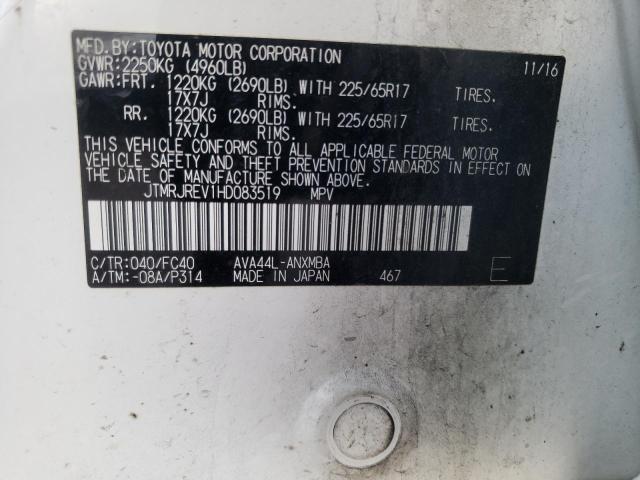 MFD.BY:TOYOTA MOTOR CORPORATION 11/16
GVWR:2250KG (4960LB)
GAWR:FRT. 1220KG (2690LB) WITH 225/65R17 TIRES.
17X7J RIMS.
RR. 1220KG (2690LB) WITH 225/65R17 TIRES.
17X7J RIMS.
THIS VEHICLE CONFORMS TO ALL APPLICABLE FEDERAL MOTOR
VEHICLE SAFETY AND THEFT PREVENTION STANDARDS IN EFFECT ON
THE DATE OF MANUFACTURE SHOWN ABOVE.
JTMRJREV1HD083519 MPV
C/TR:040/FC40 AVA44L-ANXMBA
A/TM:-08A/P314 MADE IN JAPAN 467 E